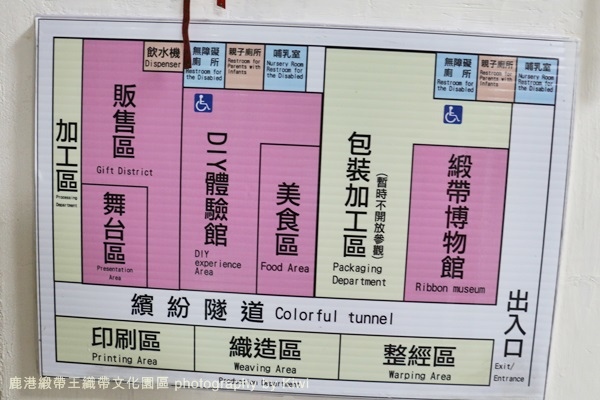 飲水機
Dispenser
無障礙
廁所
Restroom for
the Disabled
親子廁所
Restroom for
Parents with
Infants
哺乳室
Nursery Room
Restroom for
the Disabled
無障礙
廁所
Restroom for
the Disabled
親子廁所
Restroom for
Parents with
Infants
哺乳室
Nursery Room
Restroom for
the Disabled
加工區
Processing
Department
販售區
Gift District
舞台區
Presentation
Area
DIY體驗館
DIY
experience
Area
美食區
Food Area
包裝加工區
(暫時不開放參觀)
Packaging
Department
緞帶博物館
Ribbon museum
繽紛隧道 Colorful tunnel
出入口
Exit/
Entrance
印刷區
Printing Area
織造區
Weaving Area
整經區
Warping Area
鹿港緞帶王織帶文化園區 photography by Kiwi